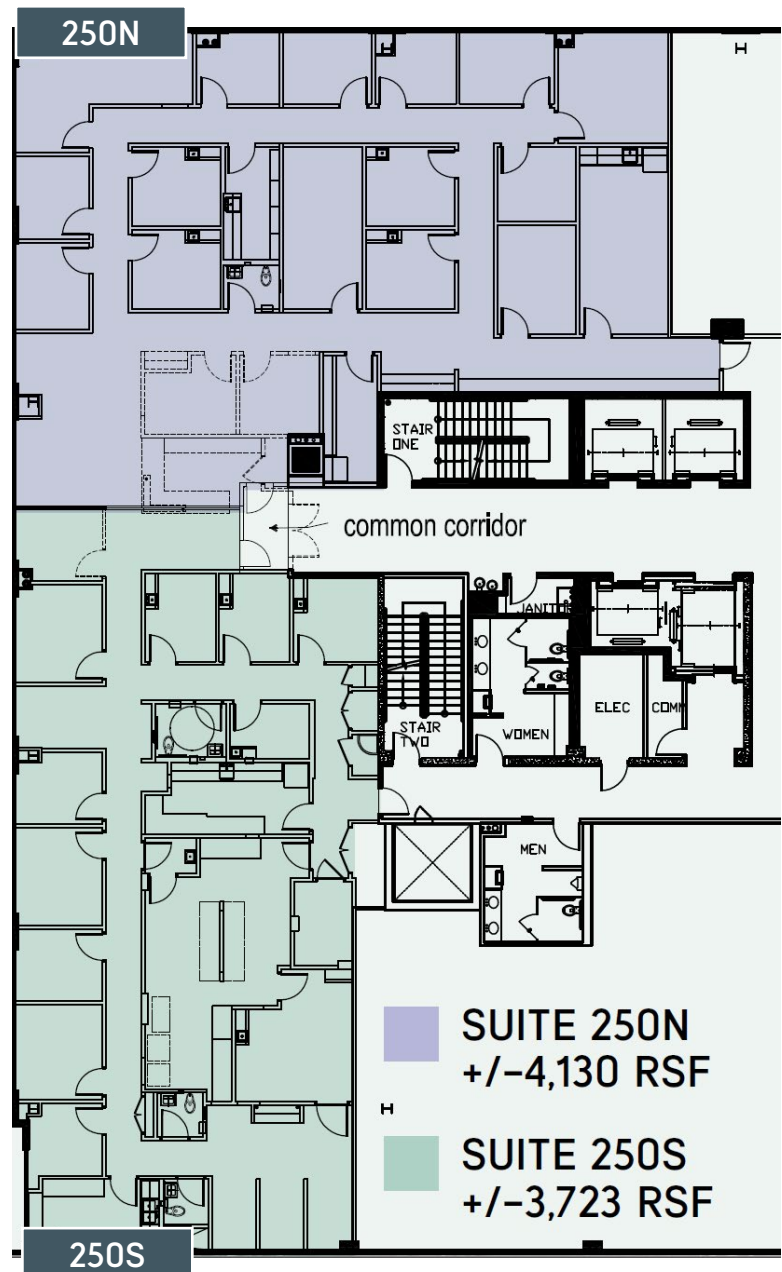 250N
STAIR
ONE
common corridor
JANITO
STAIR
TWO
WOMEN
ELEC
COMM
MEN
SUITE 250N
+/-4,130 RSF
SUITE 250S
+/-3,723 RSF
250S